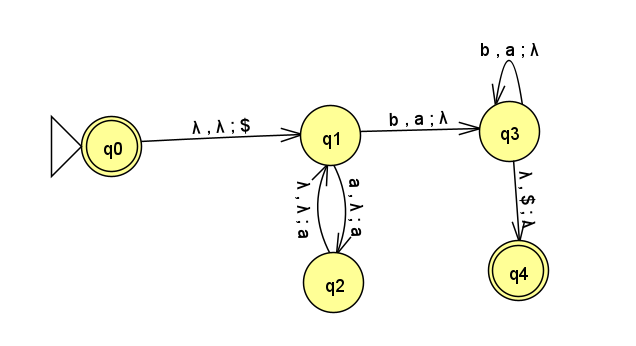 b , a ; λ
λ , λ ; $
b , a ; λ
q0
q1
q3
λ , λ ; a
a , λ ; a
λ , $ ; λ
q2
q4